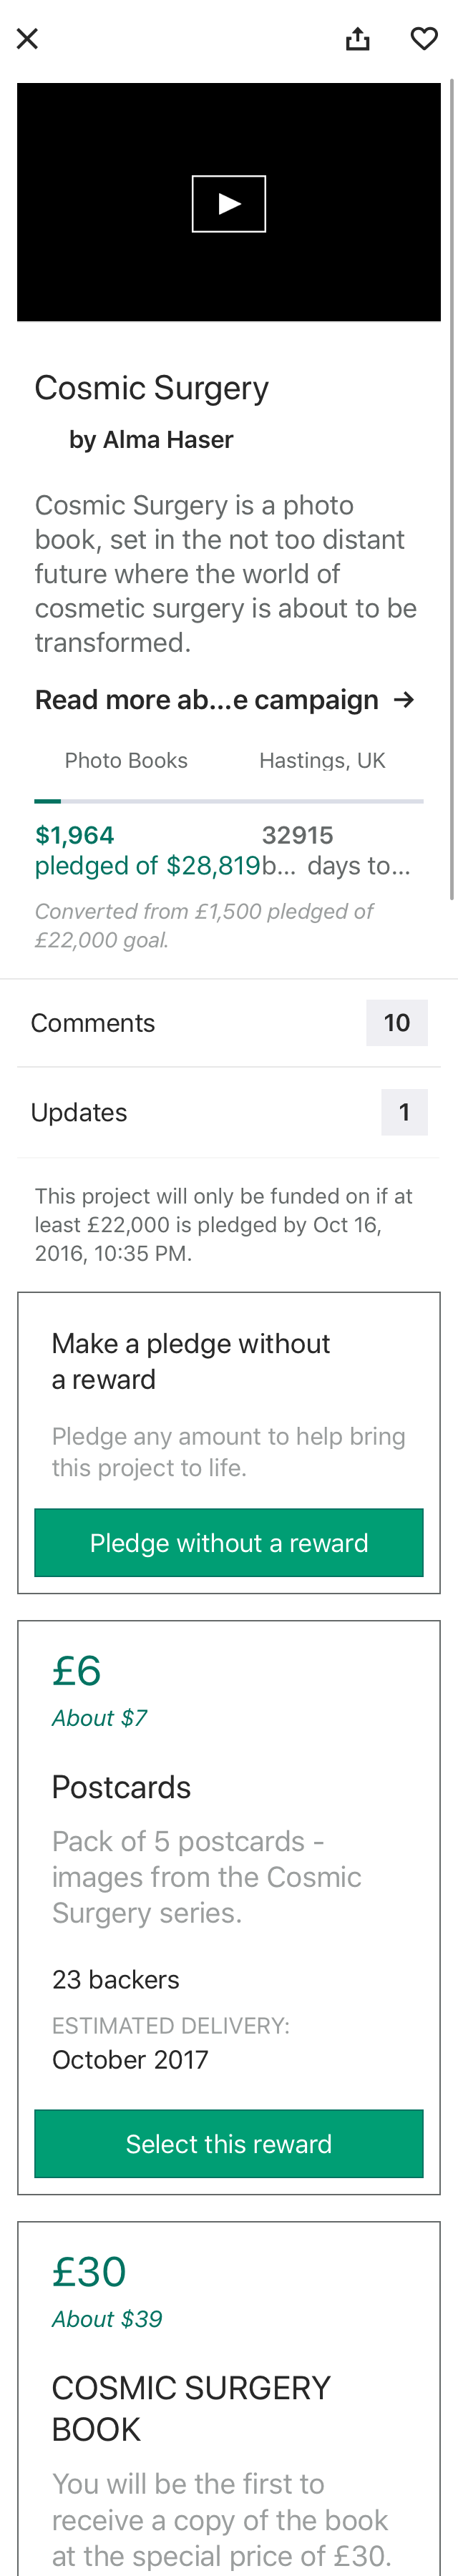 Cosmic Surgery
by Alma Haser
Cosmic Surgery is a photo
book, set in the not too distant
future where the world of
cosmetic surgery is about to be
transformed.
Read more ab...e campaign →
Photo Books Hastings, UK
$1,964 32915
pledged of $28,819b... days to...
Converted from £1,500 pledged of
£22,000 goal.
Comments 10
Updates 1
This project will only be funded on if at
least £22,000 is pledged by Oct 16,
2016, 10:35 PM.
Make a pledge without
a reward
Pledge any amount to help bring
this project to life.
Pledge without a reward
£6
About $7
Postcards
Pack of 5 postcards -
images from the Cosmic
Surgery series.
23 backers
ESTIMATED DELIVERY:
October 2017
Select this reward
£30
About $39
COSMIC SURGERY
BOOK
You will be the first to
receive a copy of the book
at the special price of £30.